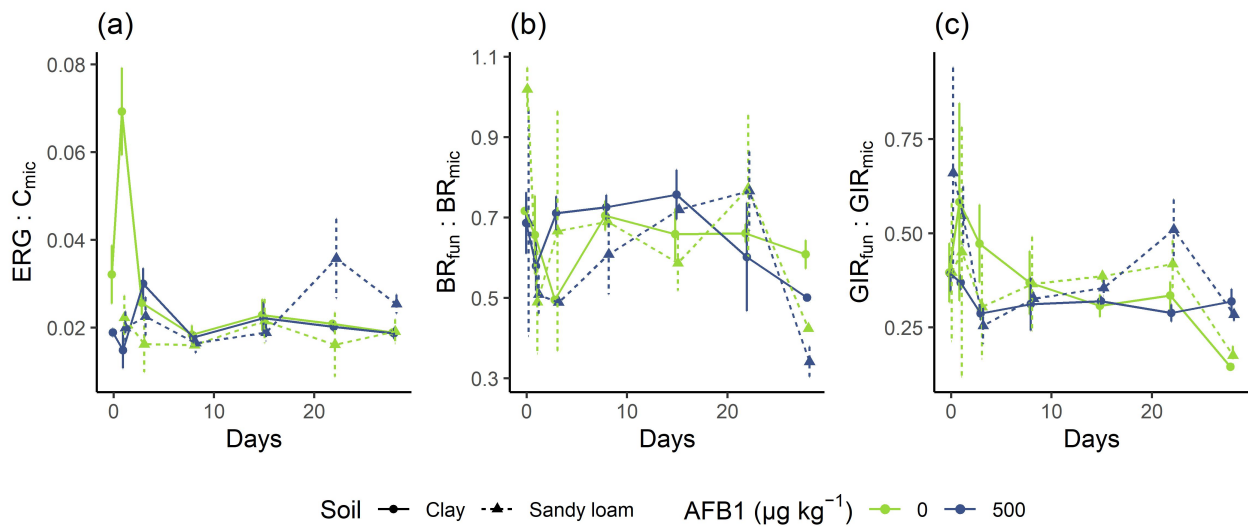 (a)
ERG : Cmic
0.08
0.06
0.04
0.02
0
10
20
Days
(b)
BRfun : BRmic
1.1
0.9
0.7
0.5
0.3
0
10
20
Days
(c)
GIRfun : GIRmic
0.75
0.50
0.25
0
10
20
Days
Soil Clay Sandy loam AFB1 (µg kg⁻¹) 0 500